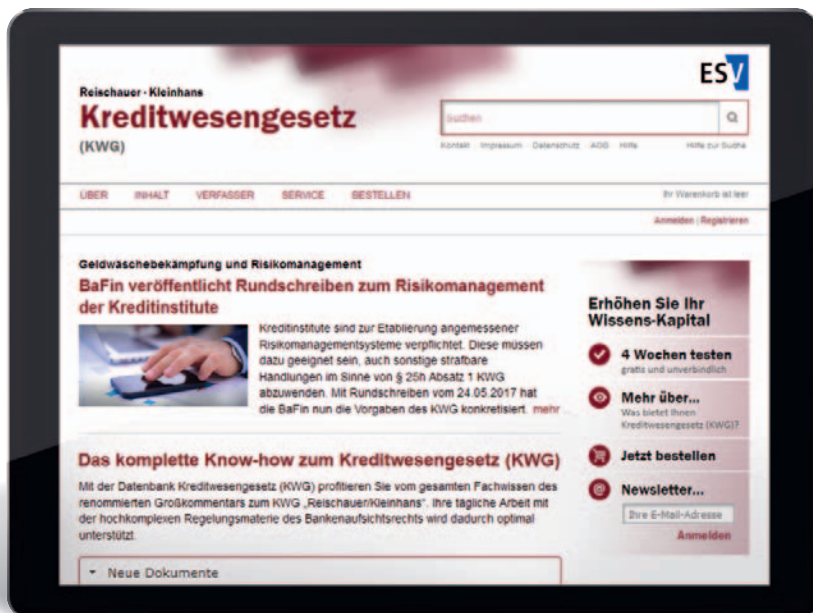 ESV
Reischauer · Kleinhans
Kreditwesengesetz
(KWG)
Suchen
Kontakt Impressum Datenschutz AGB Hilfe Hilfe zur Suche
ÜBER INHALT VERFASSER SERVICE BESTELLEN Ihr Warenkorb ist leer
Anmelden | Registrieren
Geldwäschebekämpfung und Risikomanagement
BaFin veröffentlicht Rundschreiben zum Risikomanagement
der Kreditinstitute
Kreditinstitute sind zur Etablierung angemessener
Risikomanagementsysteme verpflichtet. Diese müssen
dazu geeignet sein, auch sonstige strafbare
Handlungen im Sinne von § 25h Absatz 1 KWG
abzuwenden. Mit Rundschreiben vom 24.05.2017 hat
die BaFin nun die Vorgaben des KWG konkretisiert. mehr
Das komplette Know-how zum Kreditwesengesetz (KWG)
Mit der Datenbank Kreditwesengesetz (KWG) profitieren Sie vom gesamten Fachwissen des
renommierten Großkommentars zum KWG „Reischauer/Kleinhans“. Ihre tägliche Arbeit mit
der hochkomplexen Regelungsmaterie des Bankenaufsichtsrechts wird dadurch optimal
unterstützt.
Neue Dokumente
Erhöhen Sie Ihr
Wissens-Kapital
4 Wochen testen
gratis und unverbindlich
Mehr über...
Was bietet Ihnen
Kreditwesengesetz (KWG)?
Jetzt bestellen
Newsletter...
Ihre E-Mail-Adresse
Anmelden